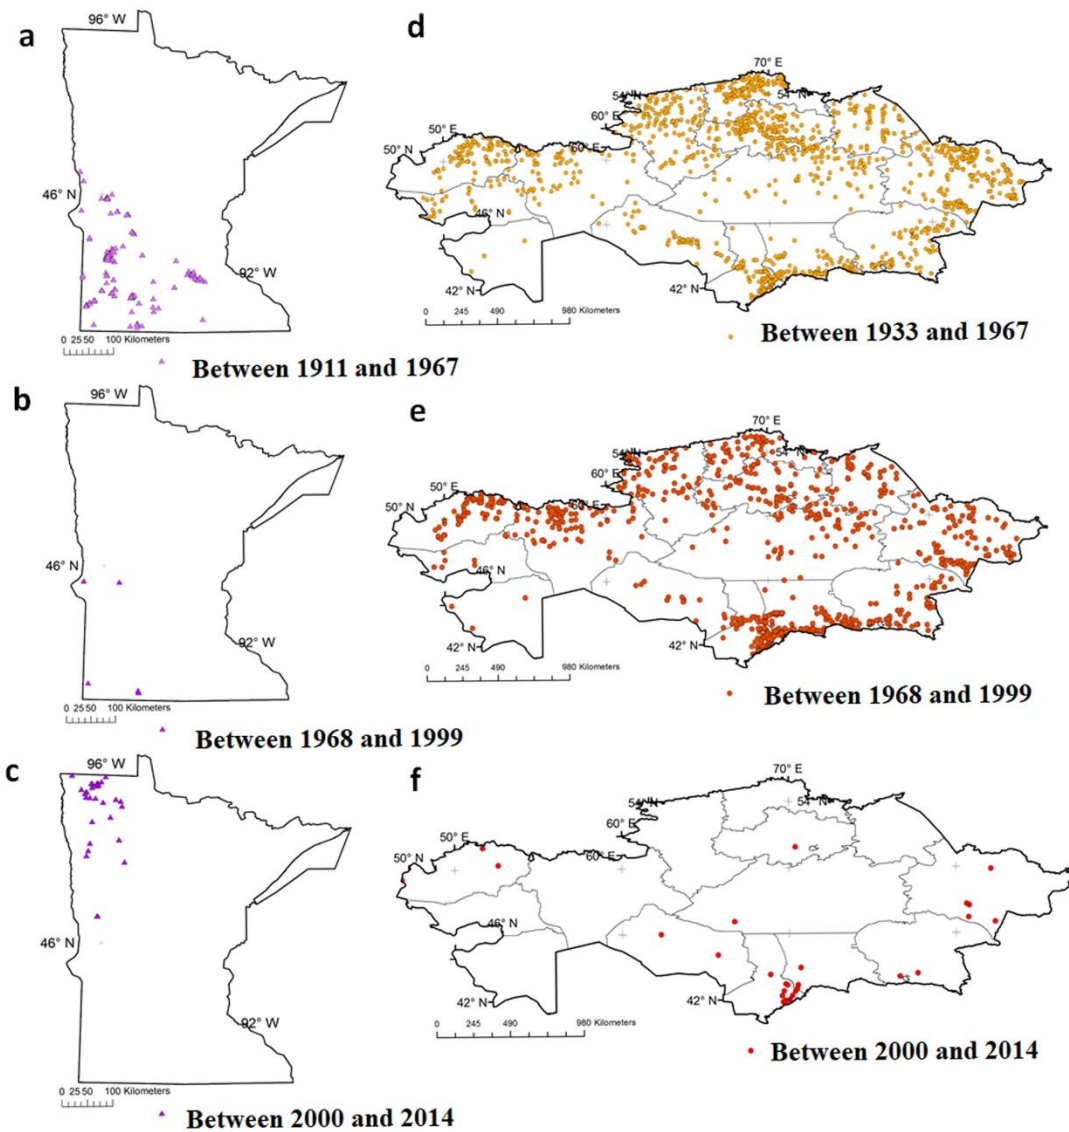 a
96° W
46° N
92° W
0 25 50 100 Kilometers
Between 1911 and 1967
b
96° W
46° N
92° W
0 25 50 100 Kilometers
Between 1968 and 1999
c
96° W
46° N
92° W
0 25 50 100 Kilometers
Between 2000 and 2014
d
70° E
54° N
54° N
60° E
50° E
50° N
60° E
46° N
42° N
42° N
0 245 490 980 Kilometers
Between 1933 and 1967
e
70° E
54° N
54° N
60° E
50° E
50° N
60° E
46° N
42° N
42° N
0 245 490 980 Kilometers
Between 1968 and 1999
f
70° E
54° N
54° N
60° E
50° E
50° N
60° E
46° N
42° N
42° N
0 245 490 980 Kilometers
Between 2000 and 2014